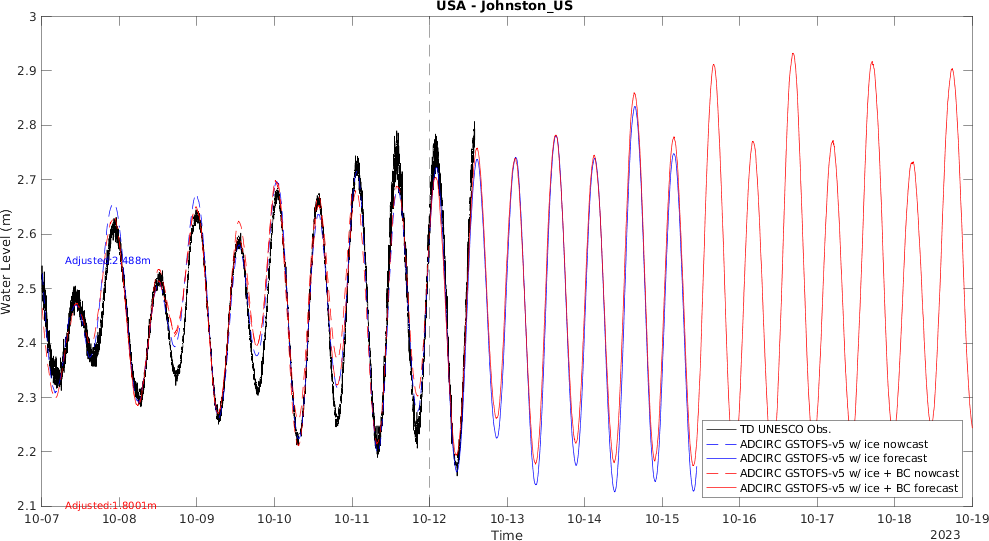 USA - Johnston_US
3
2.9
2.8
2.7
2.6
2.5
2.4
2.3
2.2
2.1
Water Level (m)
Adjusted:2.488m
Adjusted:1.8001m
TD UNESCO Obs.
ADCIRC GSTOFS-v5 w/ ice nowcast
ADCIRC GSTOFS-v5 w/ ice forecast
ADCIRC GSTOFS-v5 w/ ice + BC nowcast
ADCIRC GSTOFS-v5 w/ ice + BC forecast
10-07 10-08 10-09 10-10 10-11 10-12 10-13 10-14 10-15 10-16 10-17 10-18 10-19
Time
2023